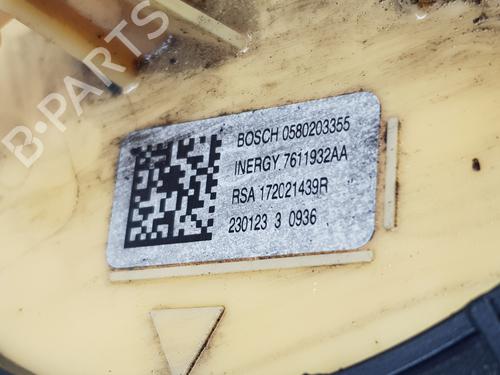 B-PARTS
BOSCH 0580203355
INERGY 7611932AA
RSA 172021439R
230123 3 0936